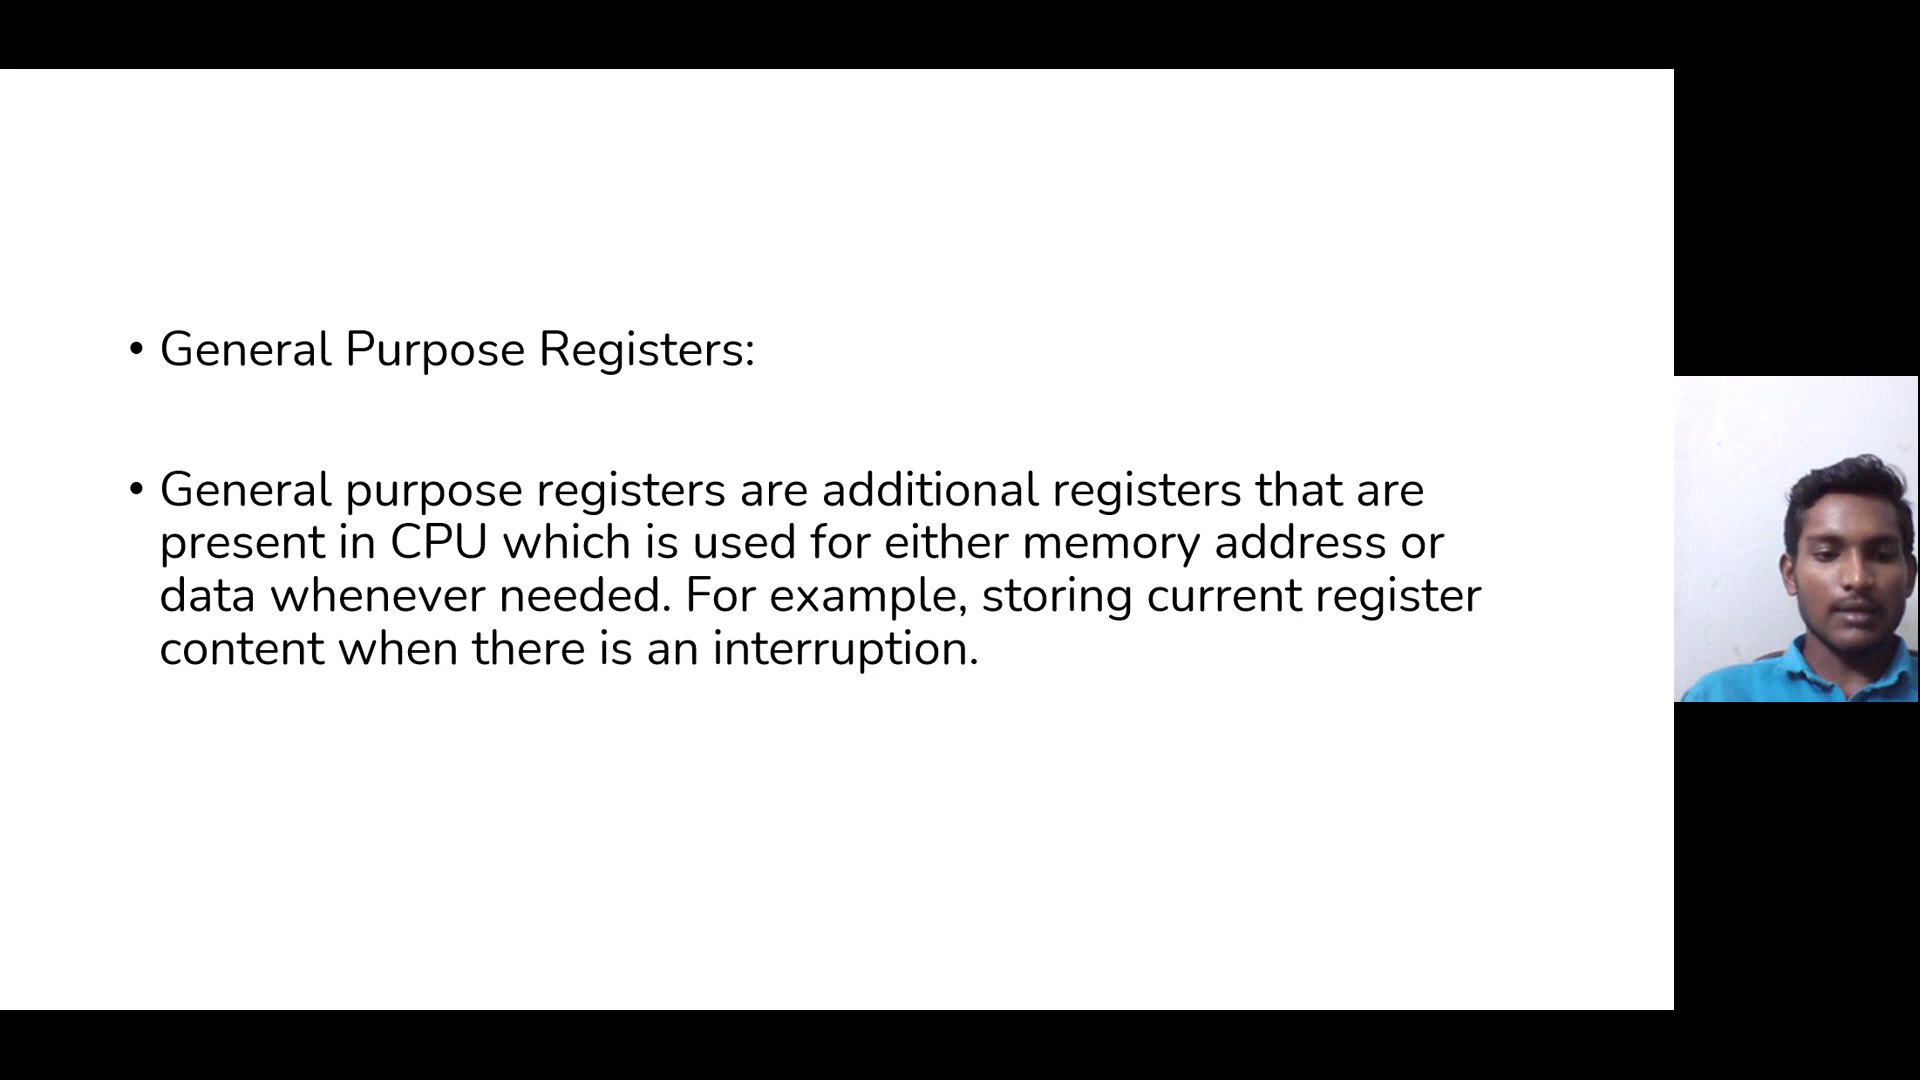 • General Purpose Registers:
• General purpose registers are additional registers that are
present in CPU which is used for either memory address or
data whenever needed. For example, storing current register
content when there is an interruption.